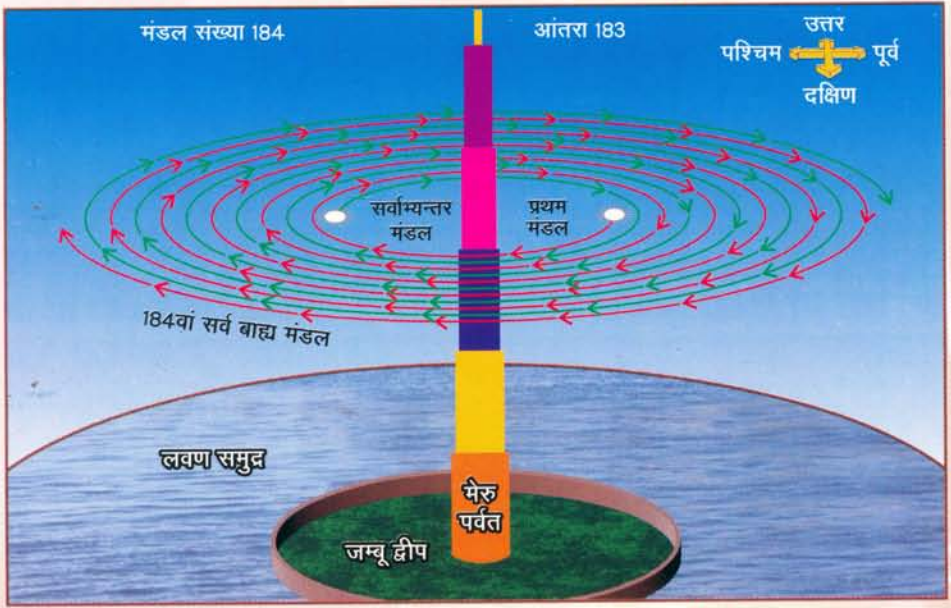 मंडल संख्या 184
आंतरा 183
उत्तर
पश्चिम
पूर्व
दक्षिण
सर्वाभ्यन्तर
मंडल
प्रथम
मंडल
184वां सर्व बाह्य मंडल
लवण समुद्र
मेरु
पर्वत
जम्बू द्वीप